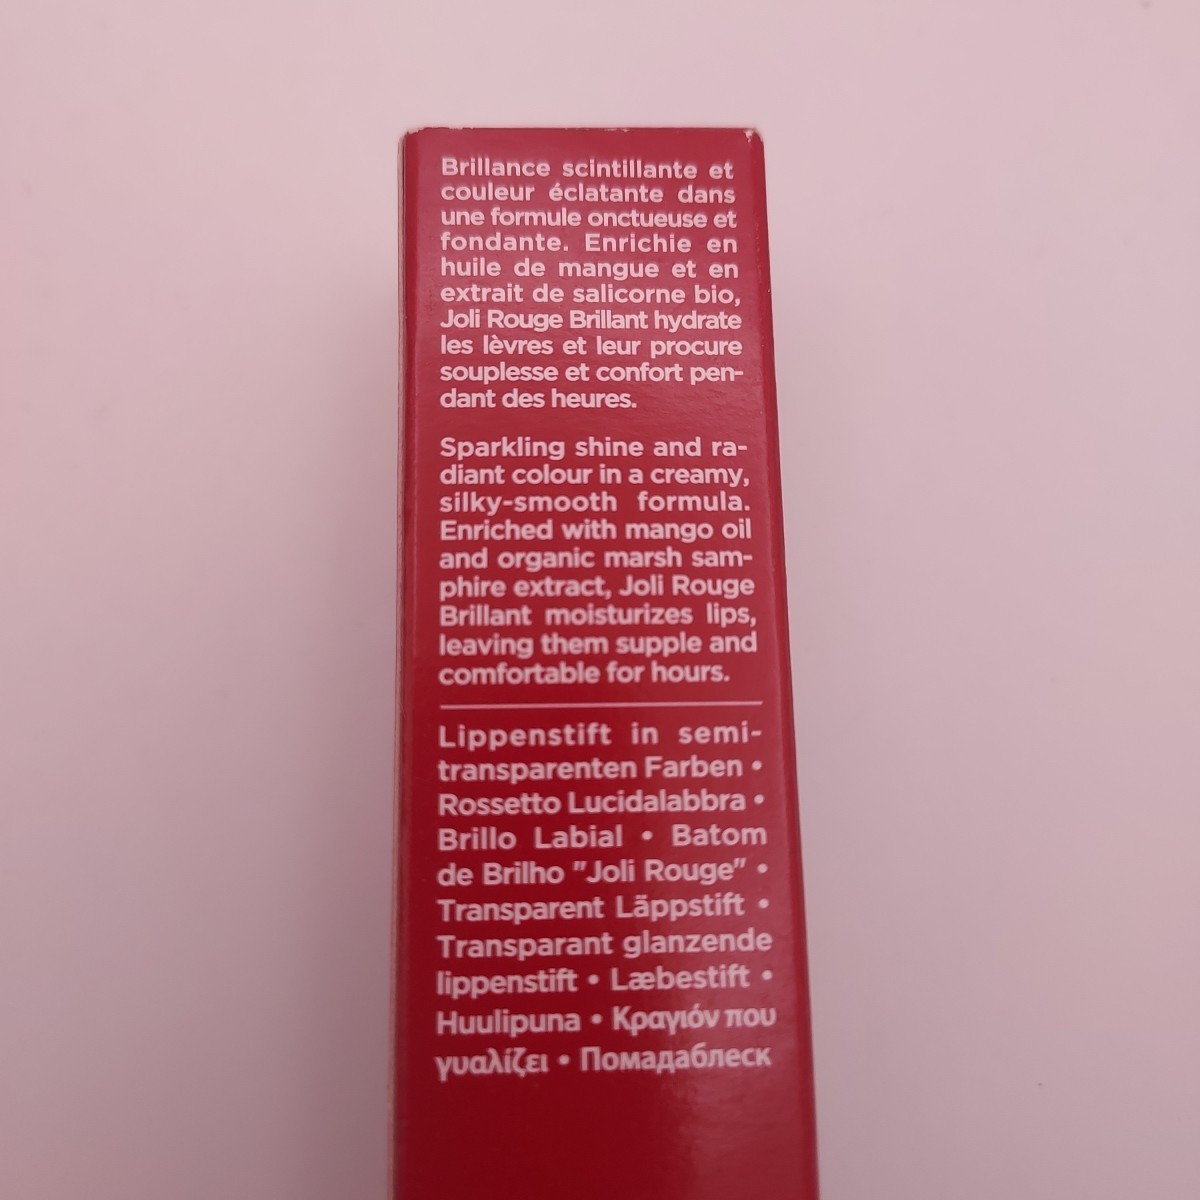 Brillance scintillante et
couleur éclatante dans
une formule onctueuse et
fondante. Enrichie en
huile de mangue et en
extrait de salicorne bio,
Joli Rouge Brillant hydrate
les lèvres et leur procure
souplesse et confort pen-
dant des heures.
Sparkling shine and ra-
diant colour in a creamy,
silky-smooth formula.
Enriched with mango oil
and organic marsh sam-
phire extract, Joli Rouge
Brillant moisturizes lips,
leaving them supple and
comfortable for hours.
Lippenstift in semi-
transparenten Farben •
Rossetto Lucidalabbra •
Brillo Labial • Batom
de Brilho "Joli Rouge" •
Transparent Läppstift •
Transparant glanzende
lippenstift • Læbestift •
Huulipuna • Κραγιόν που
γυαλίζει • Помадаблеск